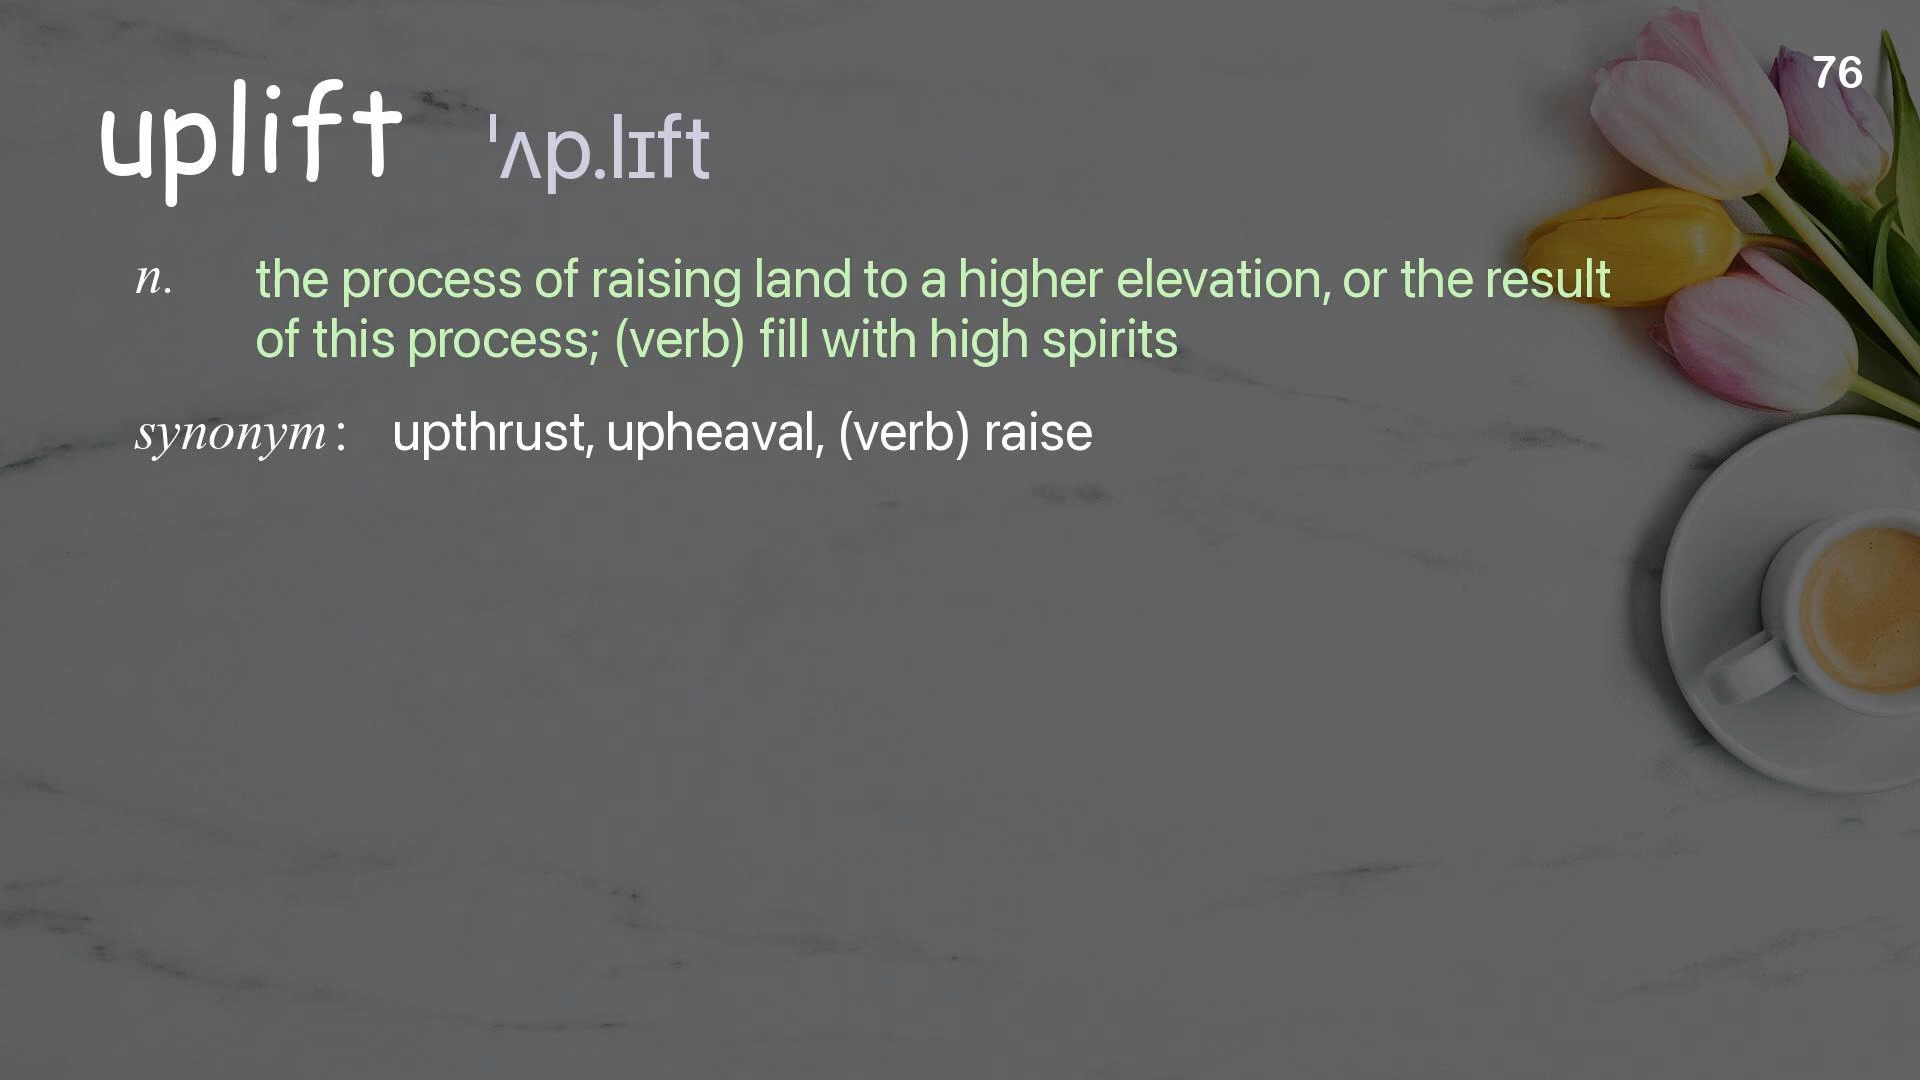 76
uplift ˈʌp.lɪft
n. the process of raising land to a higher elevation, or the result
of this process; (verb) fill with high spirits
synonym: upthrust, upheaval, (verb) raise